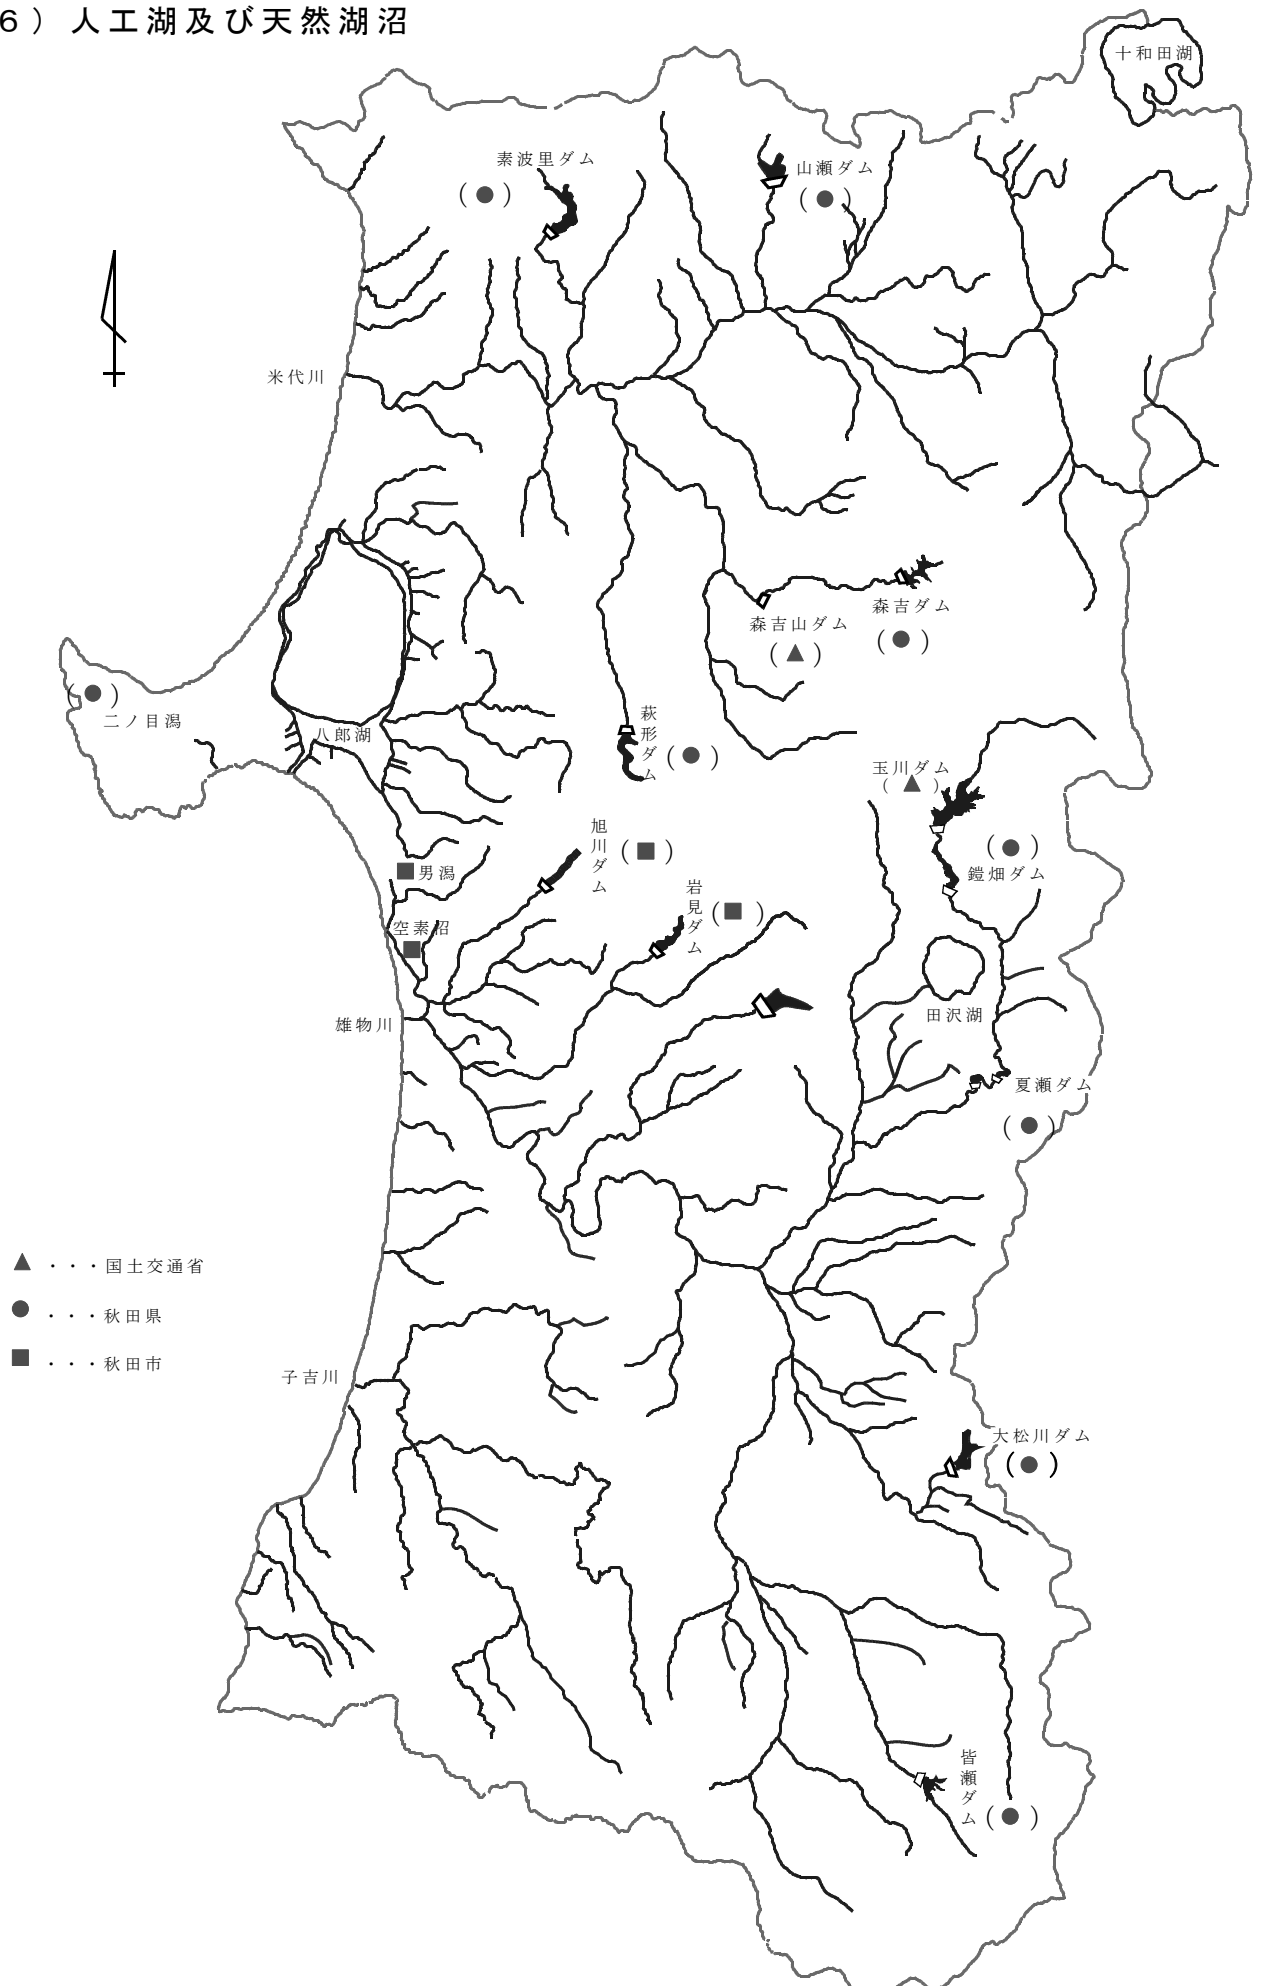 6）人工湖及び天然湖沼
十和田湖
素波里ダム
（●）
山瀬ダム
（●）
米代川
森吉ダム
（●）
森吉山ダム
（▲）
（●）
二ノ目潟
八郎湖
萩形ダム
（●）
玉川ダム
（▲）
旭川ダム
（■）
鎧畑ダム
（●）
■男潟
岩見ダム
（■）
空素沼
■
田沢湖
雄物川
夏瀬ダム
（●）
▲・・・国土交通省
●・・・秋田県
■・・・秋田市
子吉川
大松川ダム
（●）
皆瀬ダム
（●）